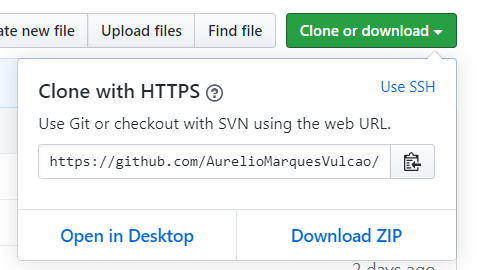 ate new file Upload files Find file Clone or download
Clone with HTTPS ? Use SSH
Use Git or checkout with SVN using the web URL.
https://github.com/AurelioMarquesVulcao/
Open in Desktop Download ZIP
2 days ago